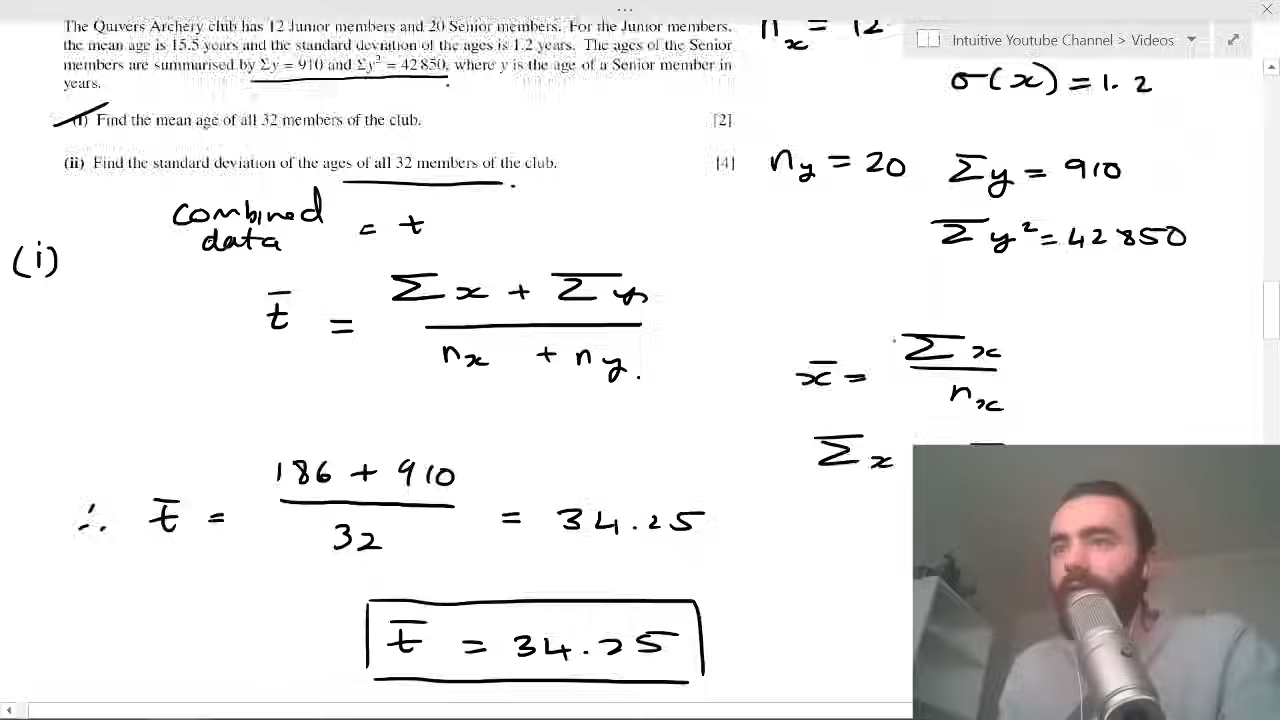 The Quivers Archery club has 12 Junior members and 20 Senior members. For the Junior members,
the mean age is 15.5 years and the standard deviation of the ages is 1.2 years. The ages of the Senior
members are summarised by Σy = 910 and Σy² = 42 850, where y is the age of a Senior member in
years.
(i) Find the mean age of all 32 members of the club. [2]
(ii) Find the standard deviation of the ages of all 32 members of the club. [4]
nₓ = 12
Intuitive Youtube Channel > Videos
σ(x) = 1.2
n_y = 20 Σy = 910
Σy² = 42850
combined
data = t
(i)
t̄ = (Σx + Σy) / (nₓ + n_y)
x̄ = Σx / nₓ
Σx
∴ t̄ = (186 + 910) / 32 = 34.25
t̄ = 34.25